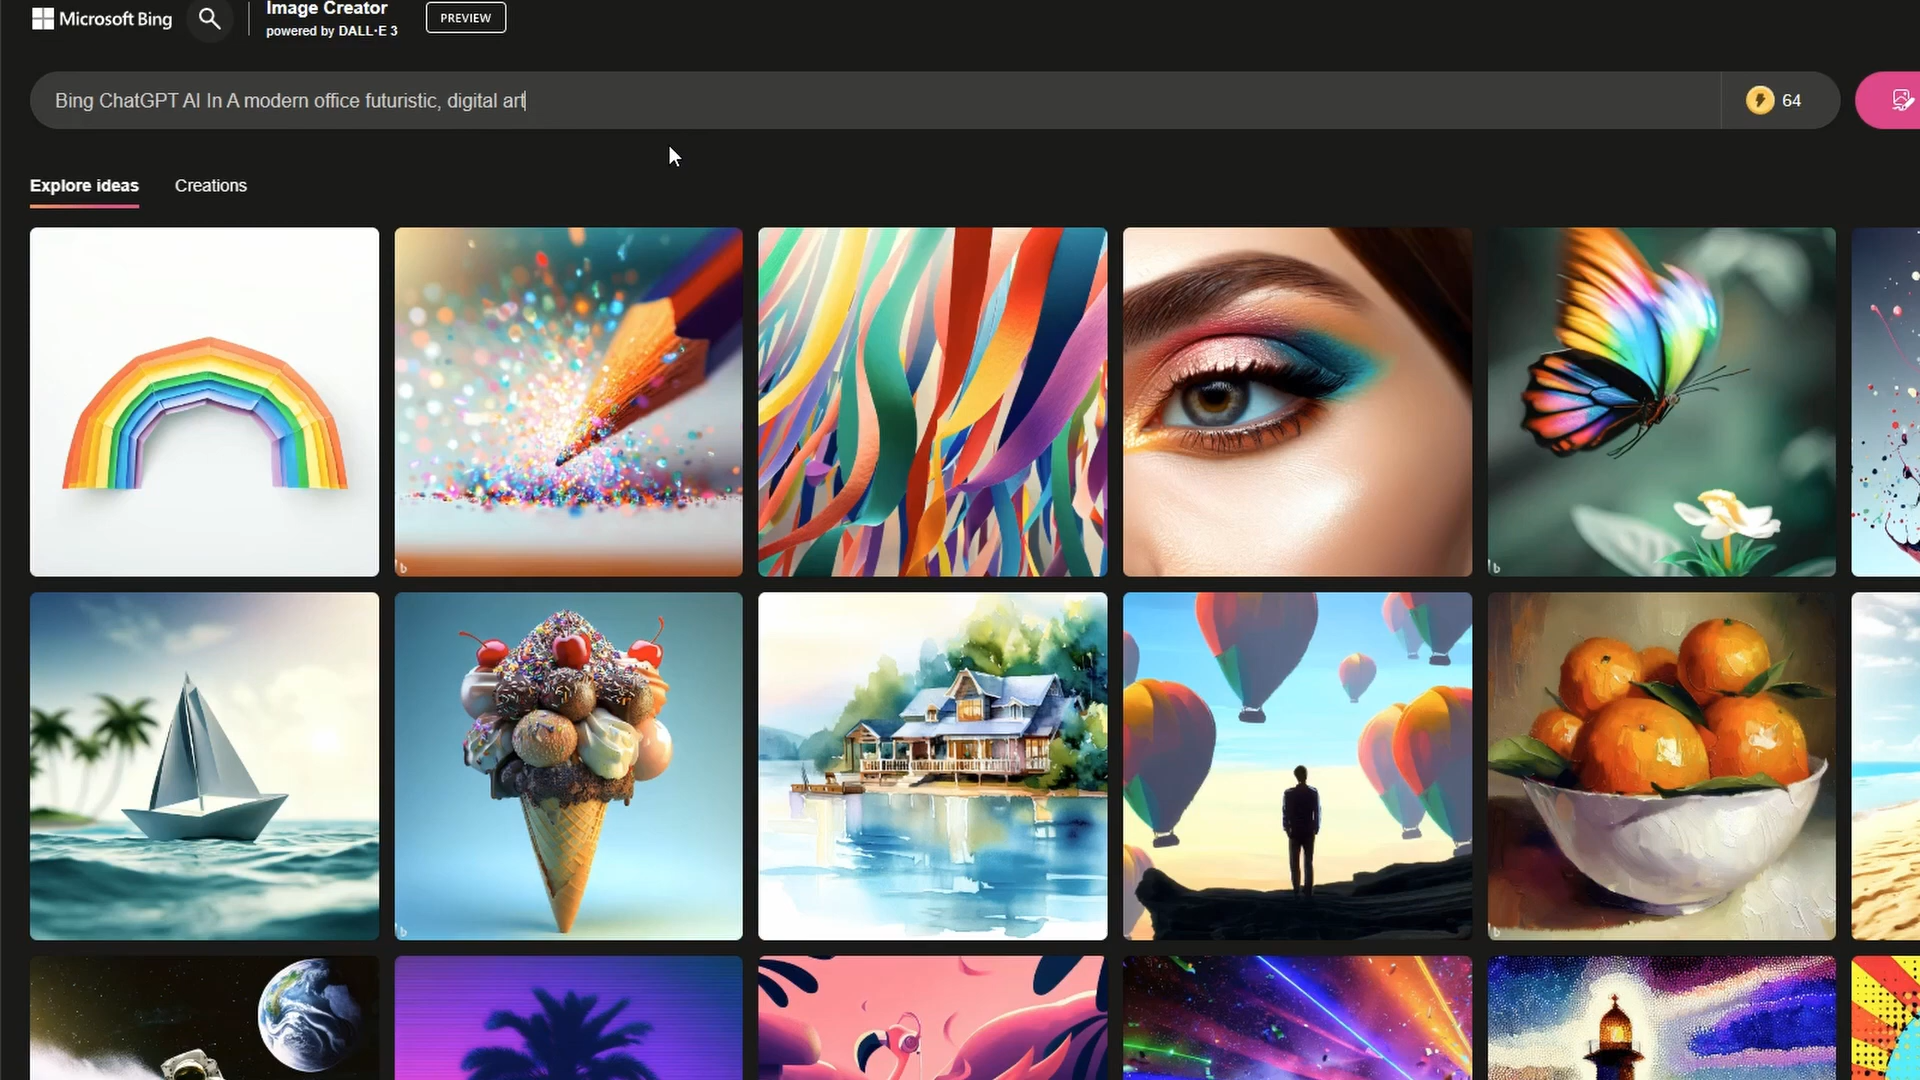 Microsoft Bing
Image Creator
powered by DALL·E 3
PREVIEW
Bing ChatGPT AI In A modern office futuristic, digital art
64
Explore ideas
Creations